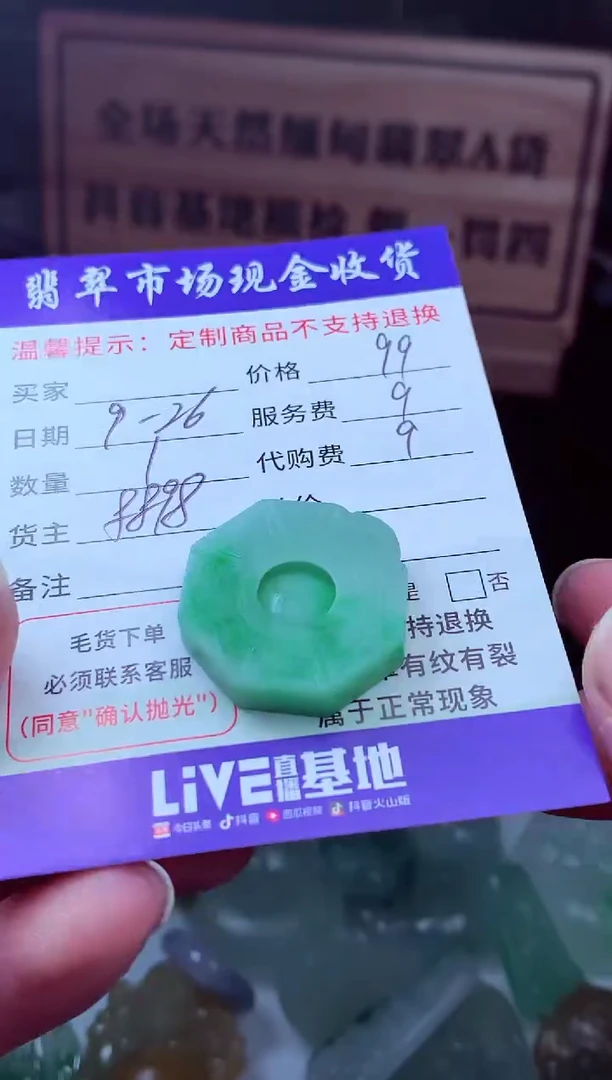 全场天然缅甸翡翠A货
翡翠市场现金收货
温馨提示：定制商品不支持退换
买家 价格 99
日期 9-26 服务费 9
数量 1 代购费 9
货主 8898
备注
是 否
毛货下单
必须联系客服
(同意"确认抛光")
持退换
有纹有裂
属于正常现象
LiVE直播基地
今日头条 抖音 西瓜视频 抖音火山版